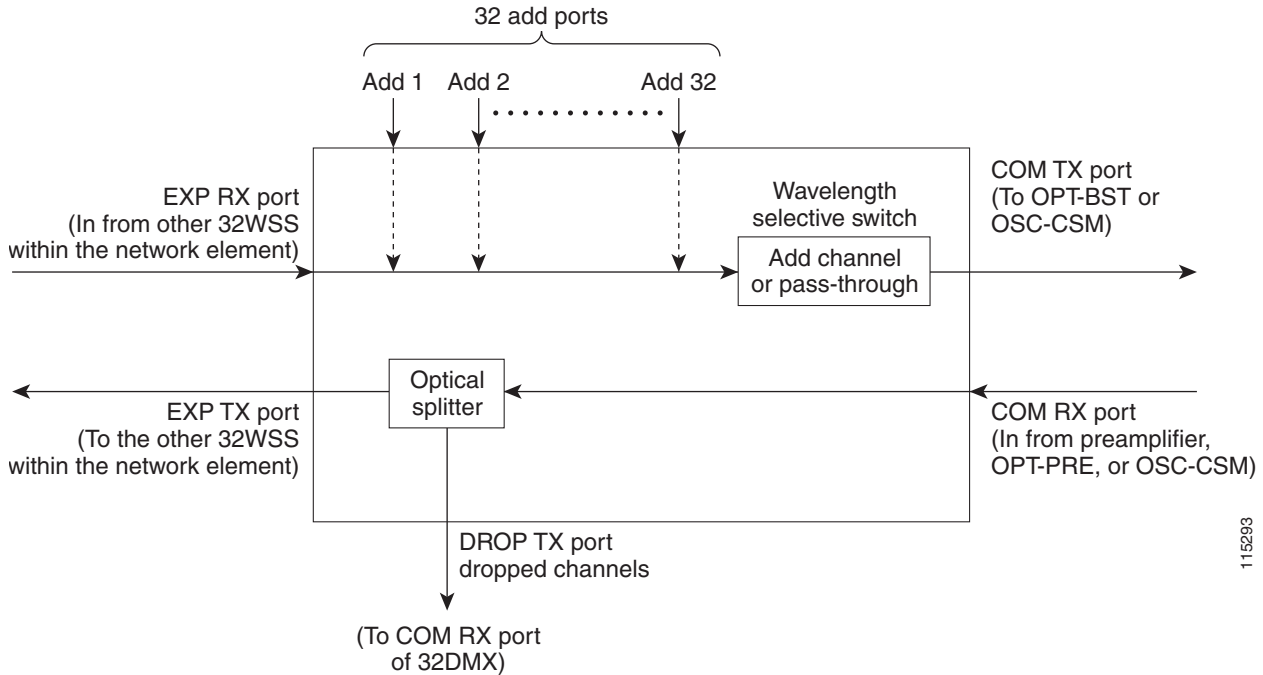 32 add ports
Add 1
Add 2
Add 32
EXP RX port
(In from other 32WSS
within the network element)
Wavelength
selective switch
Add channel
or pass-through
COM TX port
(To OPT-BST or
OSC-CSM)
Optical
splitter
EXP TX port
(To the other 32WSS
within the network element)
COM RX port
(In from preamplifier,
OPT-PRE, or OSC-CSM)
DROP TX port
dropped channels
(To COM RX port
of 32DMX)
115293